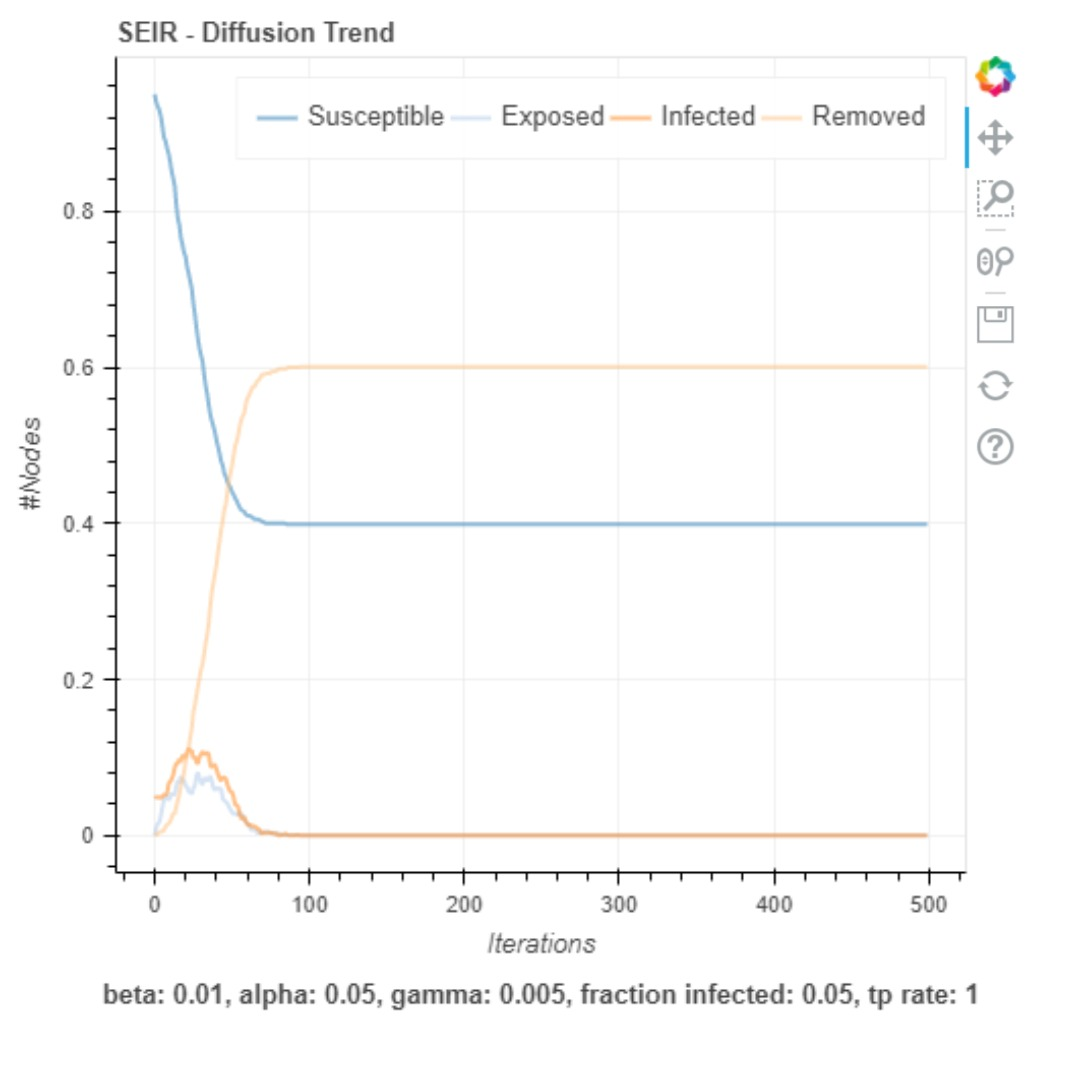 SEIR - Diffusion Trend
Susceptible Exposed Infected Removed
0.8
0.6
0.4
0.2
0
#Nodes
0 100 200 300 400 500
Iterations
beta: 0.01, alpha: 0.05, gamma: 0.005, fraction infected: 0.05, tp rate: 1